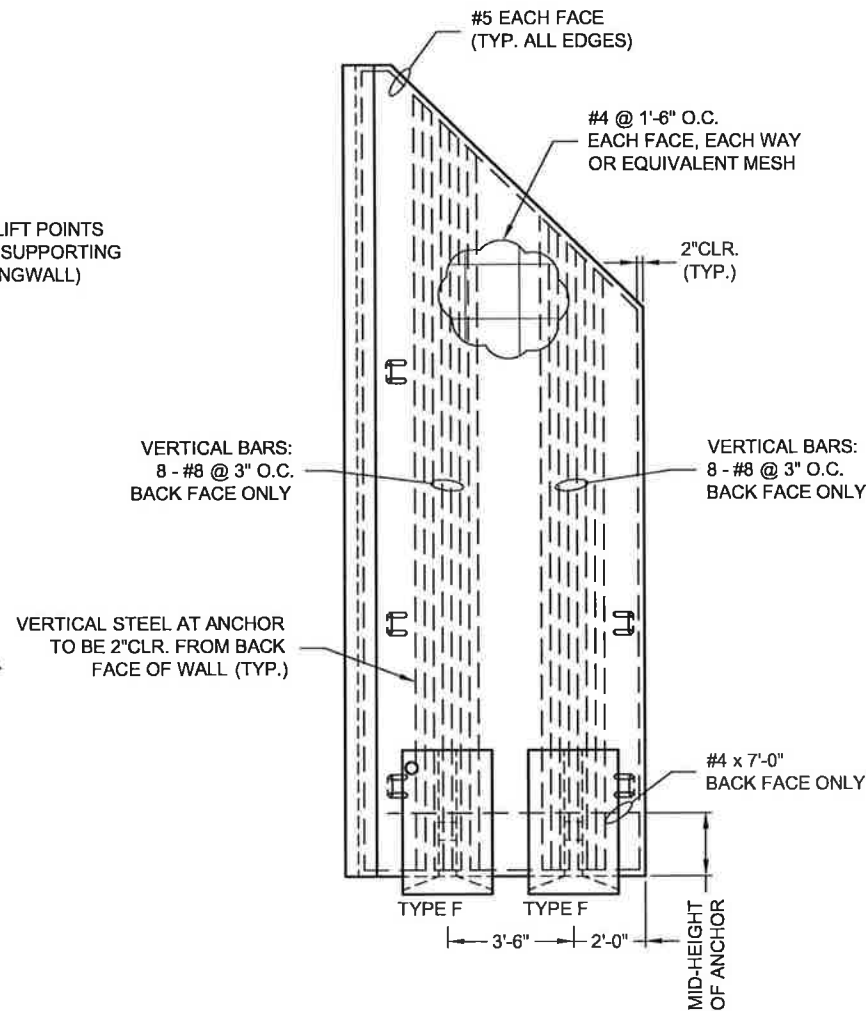 #5 EACH FACE
(TYP. ALL EDGES)
#4 @ 1'-6" O.C.
EACH FACE, EACH WAY
OR EQUIVALENT MESH
LIFT POINTS
SUPPORTING
NGWALL)
2"CLR.
(TYP.)
VERTICAL BARS:
8 - #8 @ 3" O.C.
BACK FACE ONLY
VERTICAL BARS:
8 - #8 @ 3" O.C.
BACK FACE ONLY
VERTICAL STEEL AT ANCHOR
TO BE 2"CLR. FROM BACK
FACE OF WALL (TYP.)
#4 x 7'-0"
BACK FACE ONLY
TYPE F
TYPE F
3'-6"
2'-0"
MID-HEIGHT
OF ANCHOR